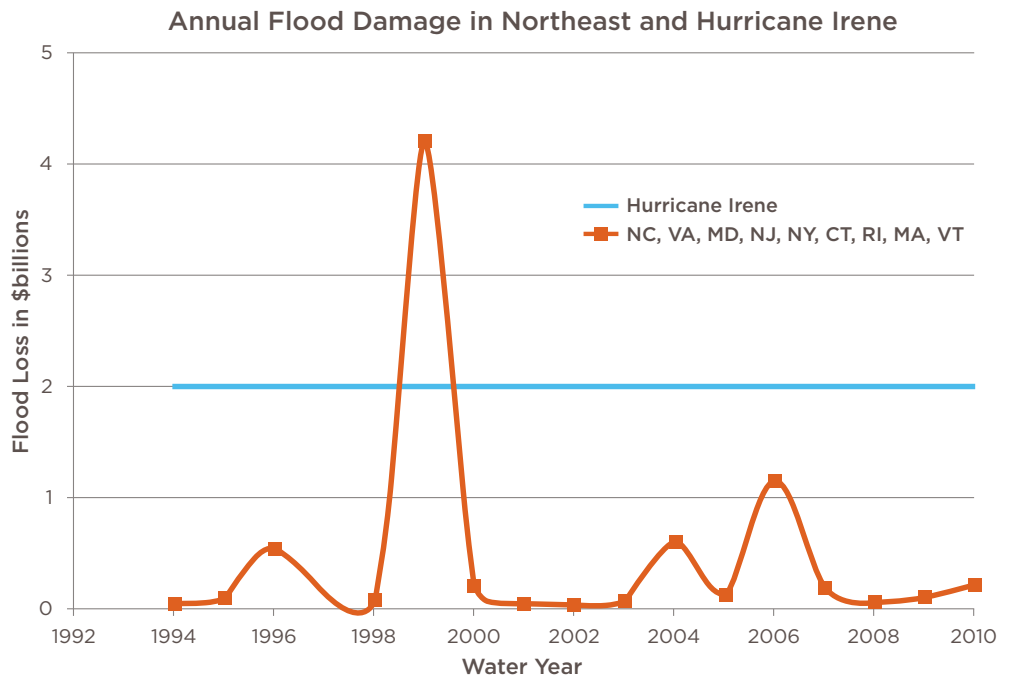 Annual Flood Damage in Northeast and Hurricane Irene
5
4
3
2
1
0
Flood Loss in $billions
Hurricane Irene
NC, VA, MD, NJ, NY, CT, RI, MA, VT
1992 1994 1996 1998 2000 2002 2004 2006 2008 2010
Water Year